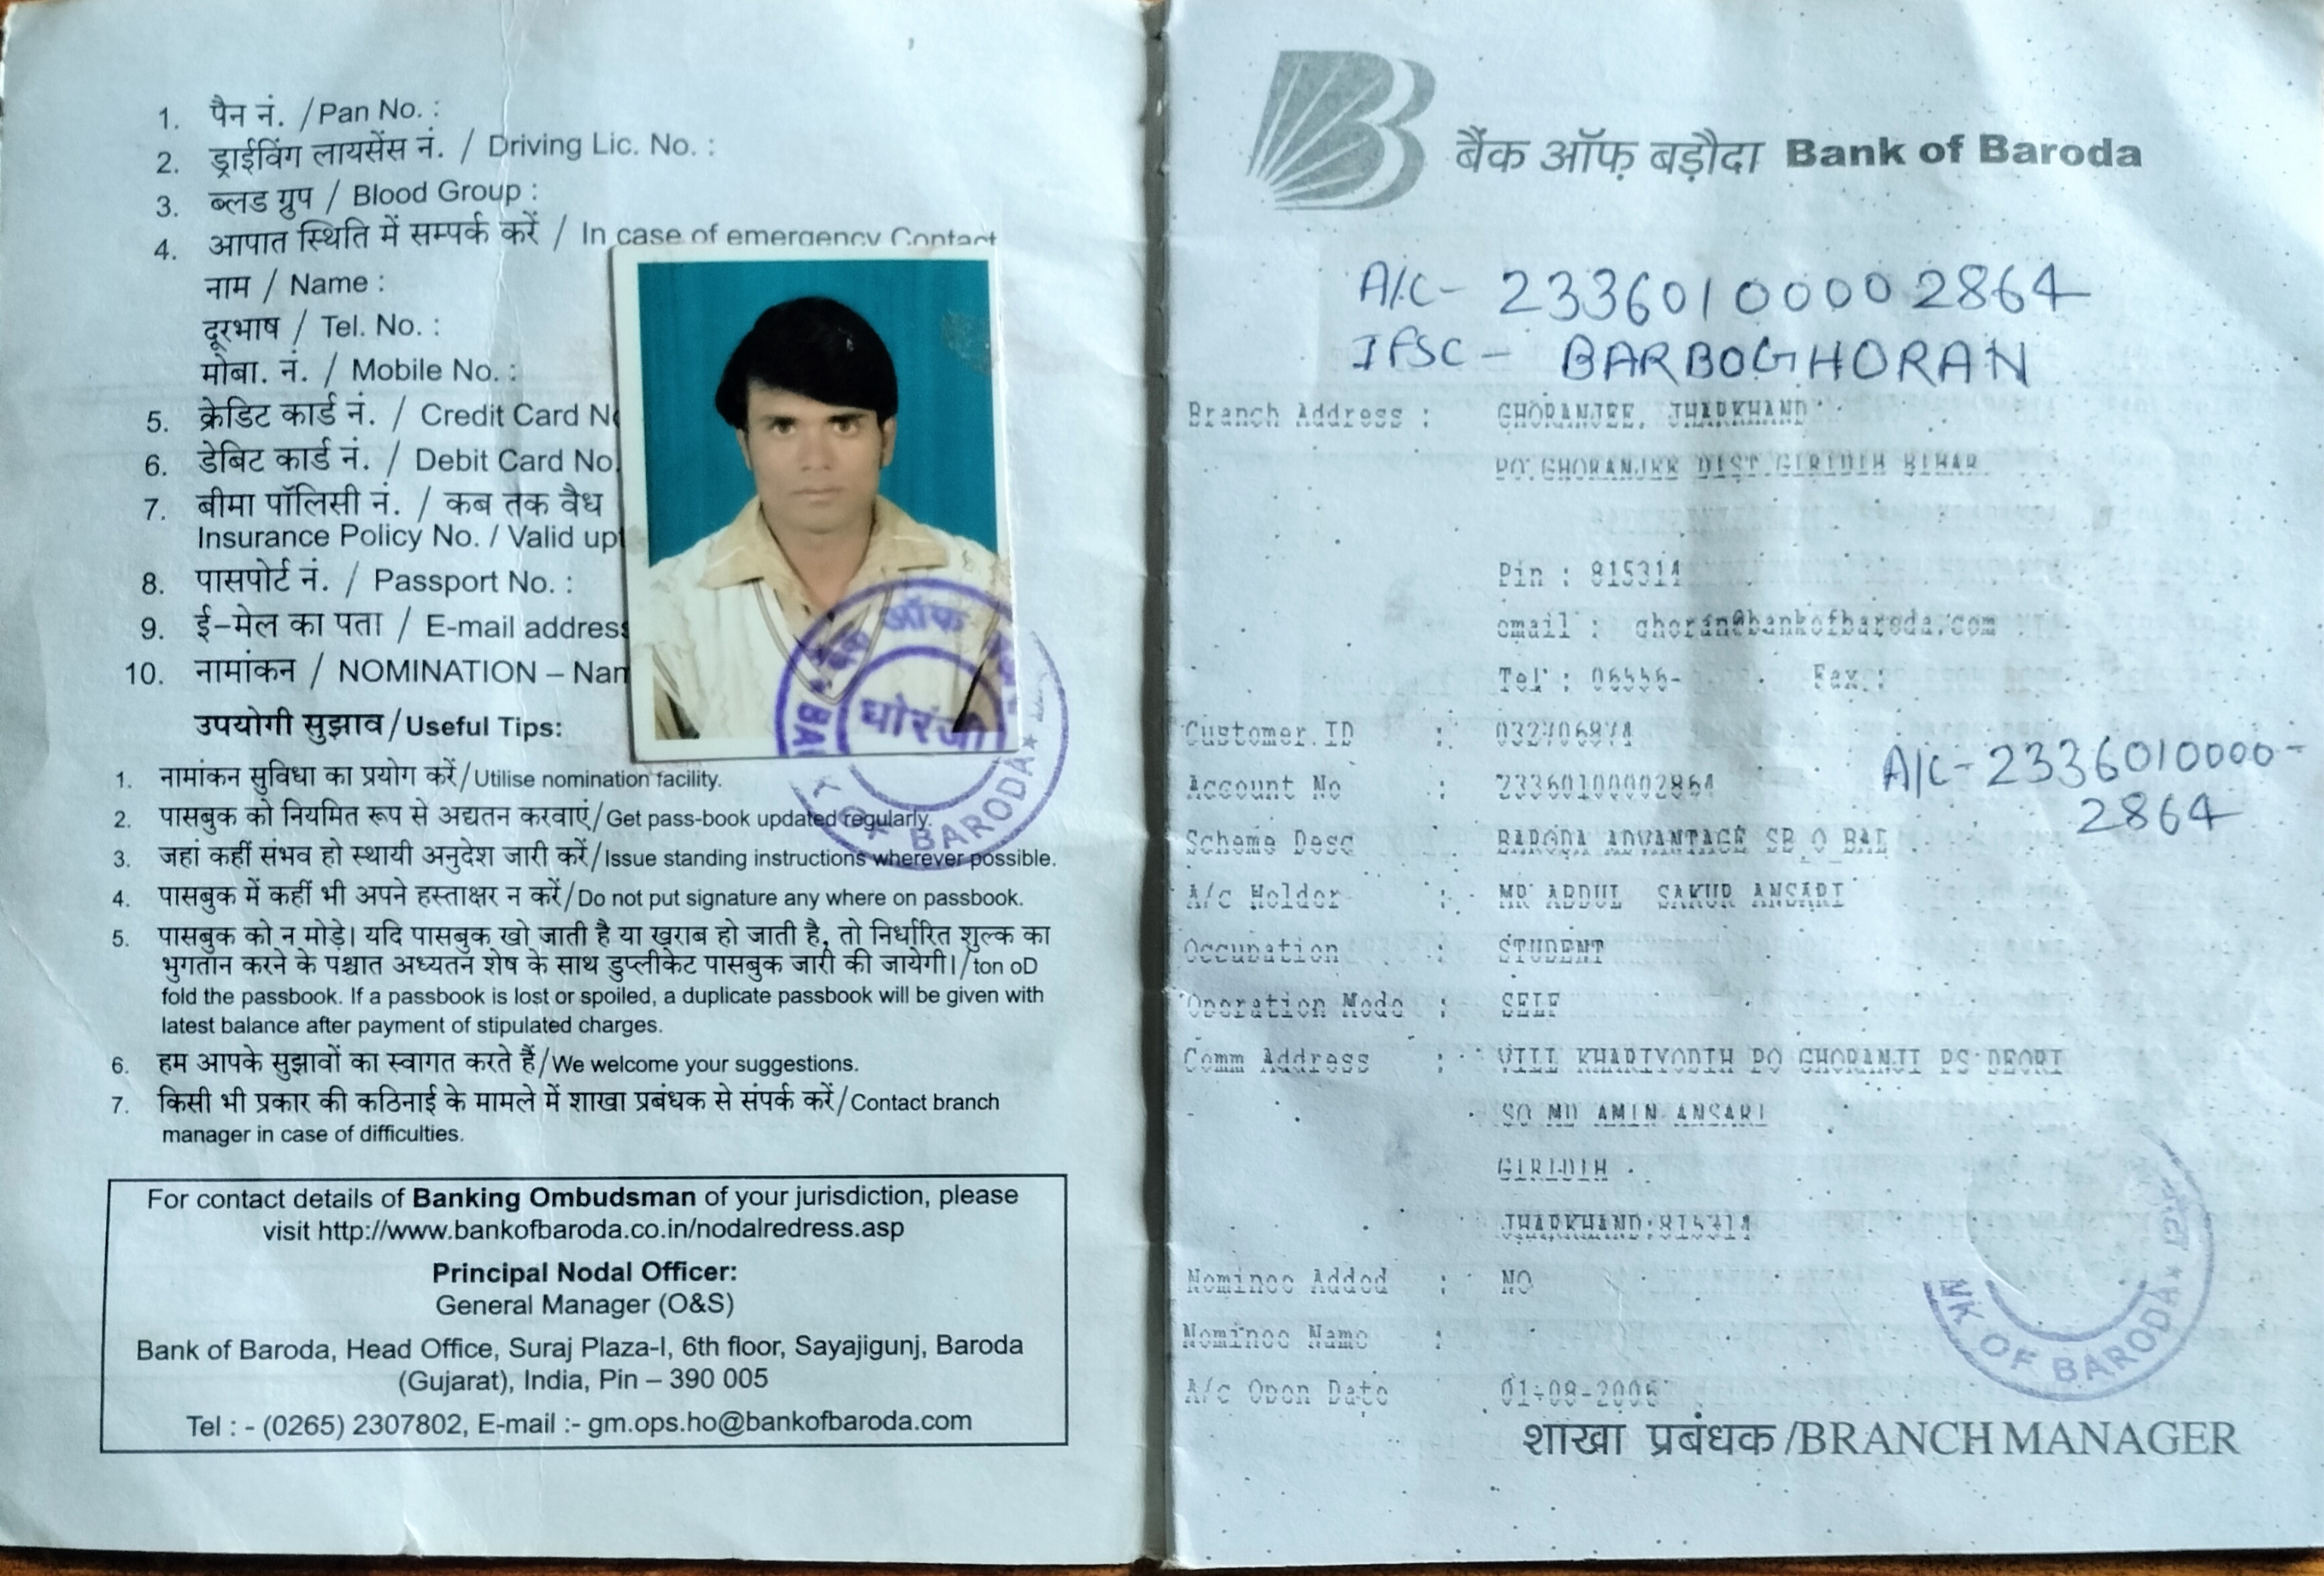 1. पैन नं. / Pan No. :
2. ड्राईविंग लायसेंस नं. / Driving Lic. No. :
3. ब्लड ग्रुप / Blood Group :
4. आपात स्थिति में सम्पर्क करें / In case of emergency Contact
नाम / Name :
दूरभाष / Tel. No. :
मोबा. नं. / Mobile No. :
5. क्रेडिट कार्ड नं. / Credit Card No
6. डेबिट कार्ड नं. / Debit Card No.
7. बीमा पॉलिसी नं. / कब तक वैध
Insurance Policy No. / Valid upt
8. पासपोर्ट नं. / Passport No. :
9. ई-मेल का पता / E-mail address
10. नामांकन / NOMINATION – Nam
उपयोगी सुझाव / Useful Tips:
1. नामांकन सुविधा का प्रयोग करें/Utilise nomination facility.
2. पासबुक को नियमित रूप से अद्यतन करवाएं/Get pass-book updated regularly.
3. जहां कहीं संभव हो स्थायी अनुदेश जारी करें/Issue standing instructions wherever possible.
4. पासबुक में कहीं भी अपने हस्ताक्षर न करें/Do not put signature any where on passbook.
5. पासबुक को न मोड़े। यदि पासबुक खो जाती है या खराब हो जाती है, तो निर्धारित शुल्क का
भुगतान करने के पश्चात अध्यतन शेष के साथ डुप्लीकेट पासबुक जारी की जायेगी।/ton oD
fold the passbook. If a passbook is lost or spoiled, a duplicate passbook will be given with
latest balance after payment of stipulated charges.
6. हम आपके सुझावों का स्वागत करते हैं/We welcome your suggestions.
7. किसी भी प्रकार की कठिनाई के मामले में शाखा प्रबंधक से संपर्क करें/Contact branch
manager in case of difficulties.
For contact details of Banking Ombudsman of your jurisdiction, please
visit http://www.bankofbaroda.co.in/nodalredress.asp
Principal Nodal Officer:
General Manager (O&S)
Bank of Baroda, Head Office, Suraj Plaza-I, 6th floor, Sayajigunj, Baroda
(Gujarat), India, Pin – 390 005
Tel : - (0265) 2307802, E-mail :- gm.ops.ho@bankofbaroda.com
ऑफ
घोरंजी
K OF BARODA
बैंक ऑफ़ बड़ौदा Bank of Baroda
A/C- 23360100002864
IFSC - BARBOGHORAN
Branch Address : GHORANJEE, JHARKHAND
PO.GHORANJEE DIST.GIRIDIH BIHAR
Pin : 815314
email : ghoran@bankofbaroda.com
Tel : 06556- Fax :
Customer ID : 032706874
Account No : 23360100002864
A/C- 2336010000-
2864
Scheme Desc : BARODA ADVANTAGE SB_Q_BAL
A/c Holder : MR ABDUL SAKUR ANSARI
Occupation : STUDENT
Operation Mode : SELF
Comm Address : VILL KHARIYODIH PO GHORANJI PS DEORI
SO MD AMIN ANSARI
GIRIDIH
JHARKHAND-815314
Nominee Added : NO
Nominee Name :
A/c Open Date 01-08-2006
NK OF BARODA
शाखा प्रबंधक /BRANCH MANAGER